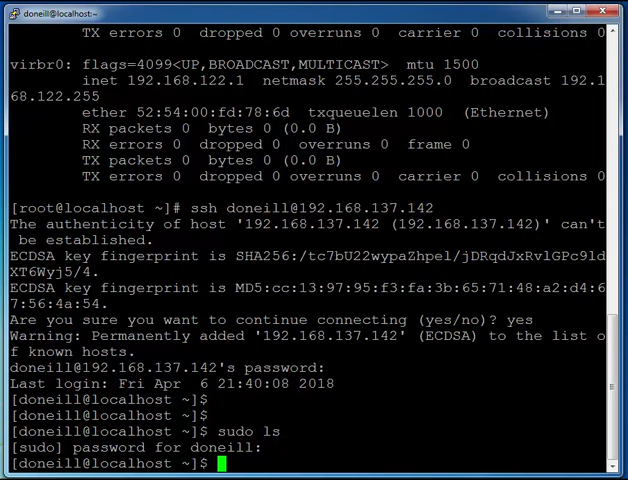 doneill@localhost:~
TX errors 0  dropped 0 overruns 0  carrier 0  collisions 0
virbr0: flags=4099<UP,BROADCAST,MULTICAST>  mtu 1500
inet 192.168.122.1  netmask 255.255.255.0  broadcast 192.1
68.122.255
ether 52:54:00:fd:78:6d  txqueuelen 1000  (Ethernet)
RX packets 0  bytes 0 (0.0 B)
RX errors 0  dropped 0  overruns 0  frame 0
TX packets 0  bytes 0 (0.0 B)
TX errors 0  dropped 0 overruns 0  carrier 0  collisions 0
[root@localhost ~]# ssh doneill@192.168.137.142
The authenticity of host '192.168.137.142 (192.168.137.142)' can't
be established.
ECDSA key fingerprint is SHA256:/tc7bU22wypaZhpel/jDRqdJxRvlGPc9ld
XT6Wyj5/4.
ECDSA key fingerprint is MD5:cc:13:97:95:f3:fa:3b:65:71:48:a2:d4:6
7:56:4a:54.
Are you sure you want to continue connecting (yes/no)? yes
Warning: Permanently added '192.168.137.142' (ECDSA) to the list o
f known hosts.
doneill@192.168.137.142's password:
Last login: Fri Apr  6 21:40:08 2018
[doneill@localhost ~]$
[doneill@localhost ~]$
[doneill@localhost ~]$ sudo ls
[sudo] password for doneill:
[doneill@localhost ~]$